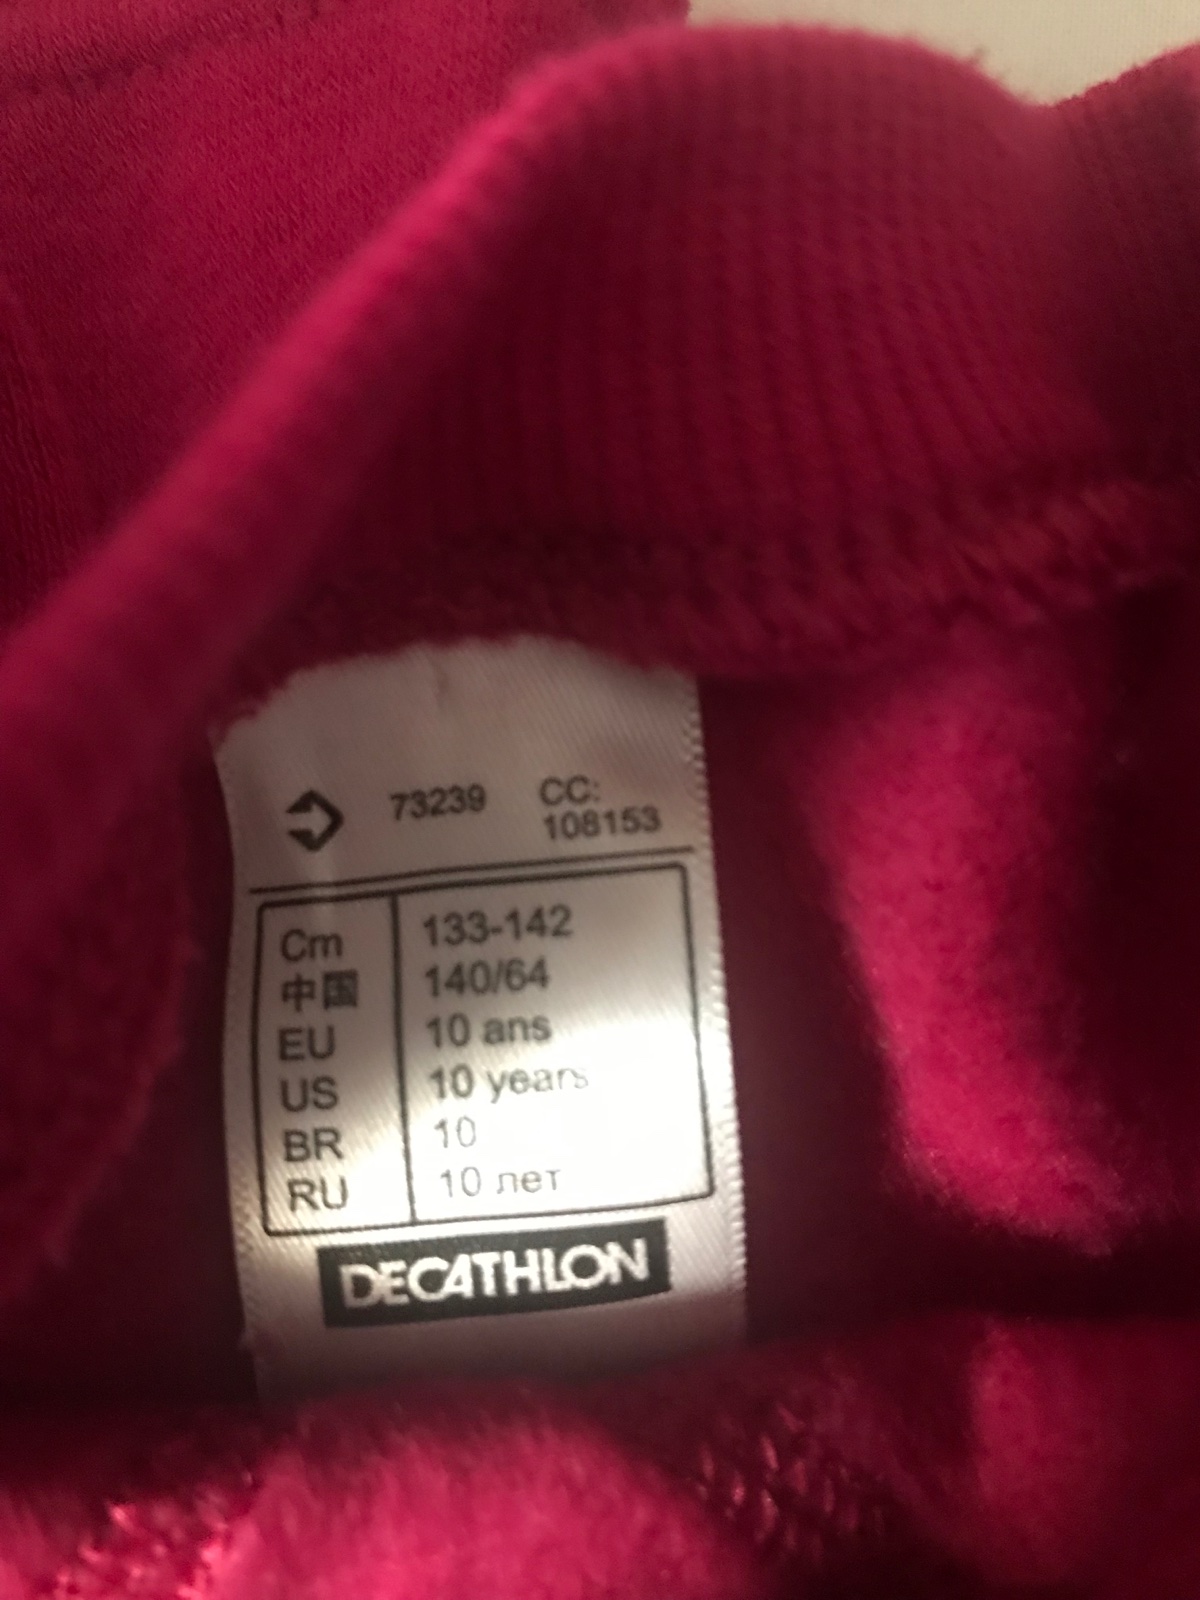 73239 CC:
108153
Cm 133-142
中国 140/64
EU 10 ans
US 10 years
BR 10
RU 10 лет
DECATHLON